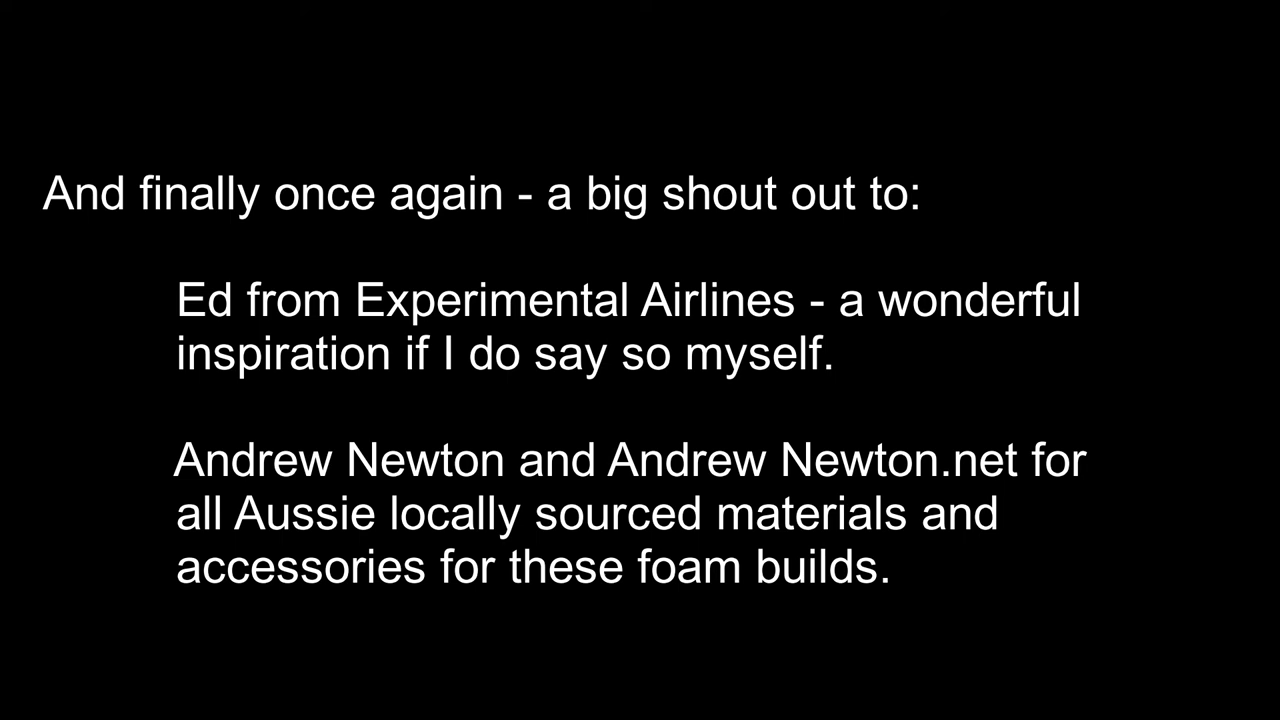 And finally once again - a big shout out to:
Ed from Experimental Airlines - a wonderful
inspiration if I do say so myself.
Andrew Newton and Andrew Newton.net for
all Aussie locally sourced materials and
accessories for these foam builds.